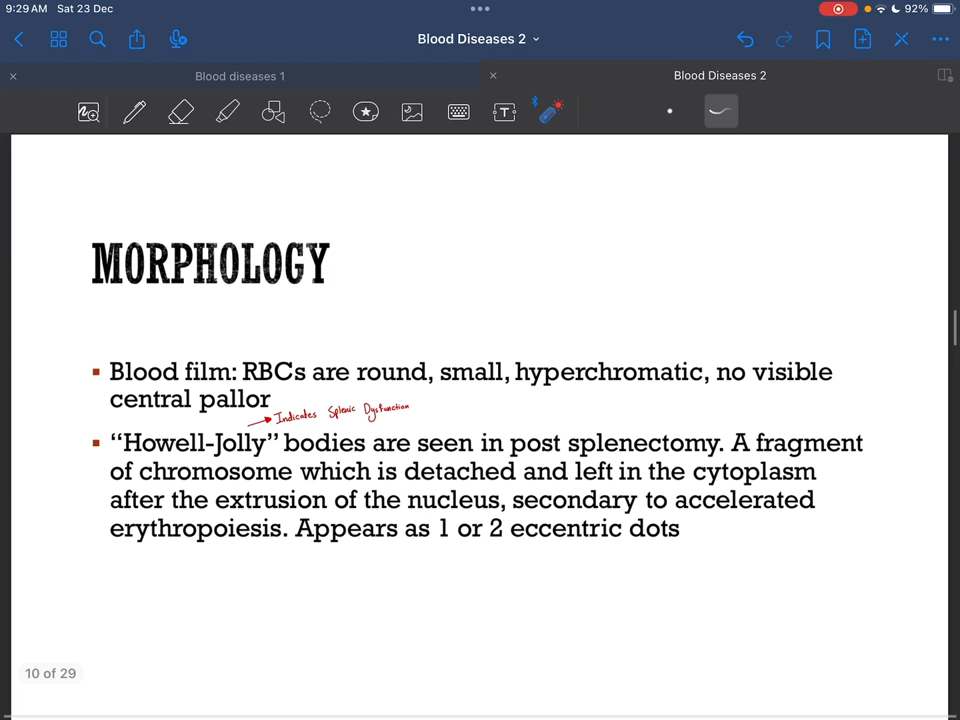 9:29 AM Sat 23 Dec
92%
Blood Diseases 2
Blood diseases 1
Blood Diseases 2
T
MORPHOLOGY
▪ Blood film: RBCs are round, small, hyperchromatic, no visible
central pallor
→ Indicates Splenic Dysfunction
▪ “Howell-Jolly” bodies are seen in post splenectomy. A fragment
of chromosome which is detached and left in the cytoplasm
after the extrusion of the nucleus, secondary to accelerated
erythropoiesis. Appears as 1 or 2 eccentric dots
10 of 29